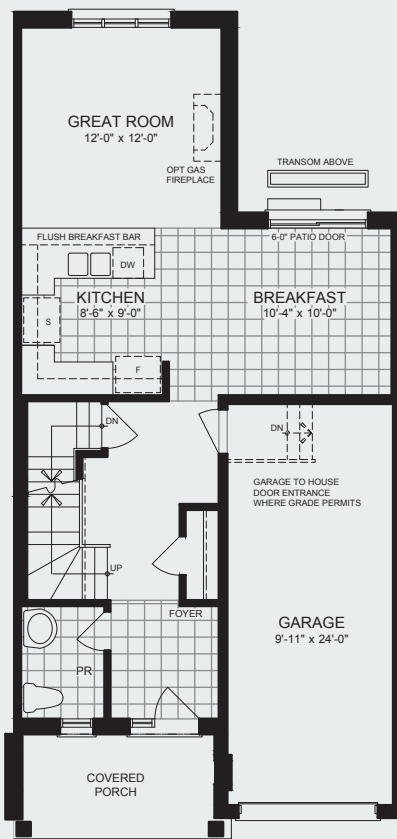 GREAT ROOM
12'-0" x 12'-0"
OPT GAS
FIREPLACE
TRANSOM ABOVE
FLUSH BREAKFAST BAR
6-0" PATIO DOOR
DW
KITCHEN
8'-6" x 9'-0"
BREAKFAST
10'-4" x 10'-0"
S
F
DN
DN
GARAGE TO HOUSE
DOOR ENTRANCE
WHERE GRADE PERMITS
UP
FOYER
GARAGE
9'-11" x 24'-0"
PR
COVERED
PORCH